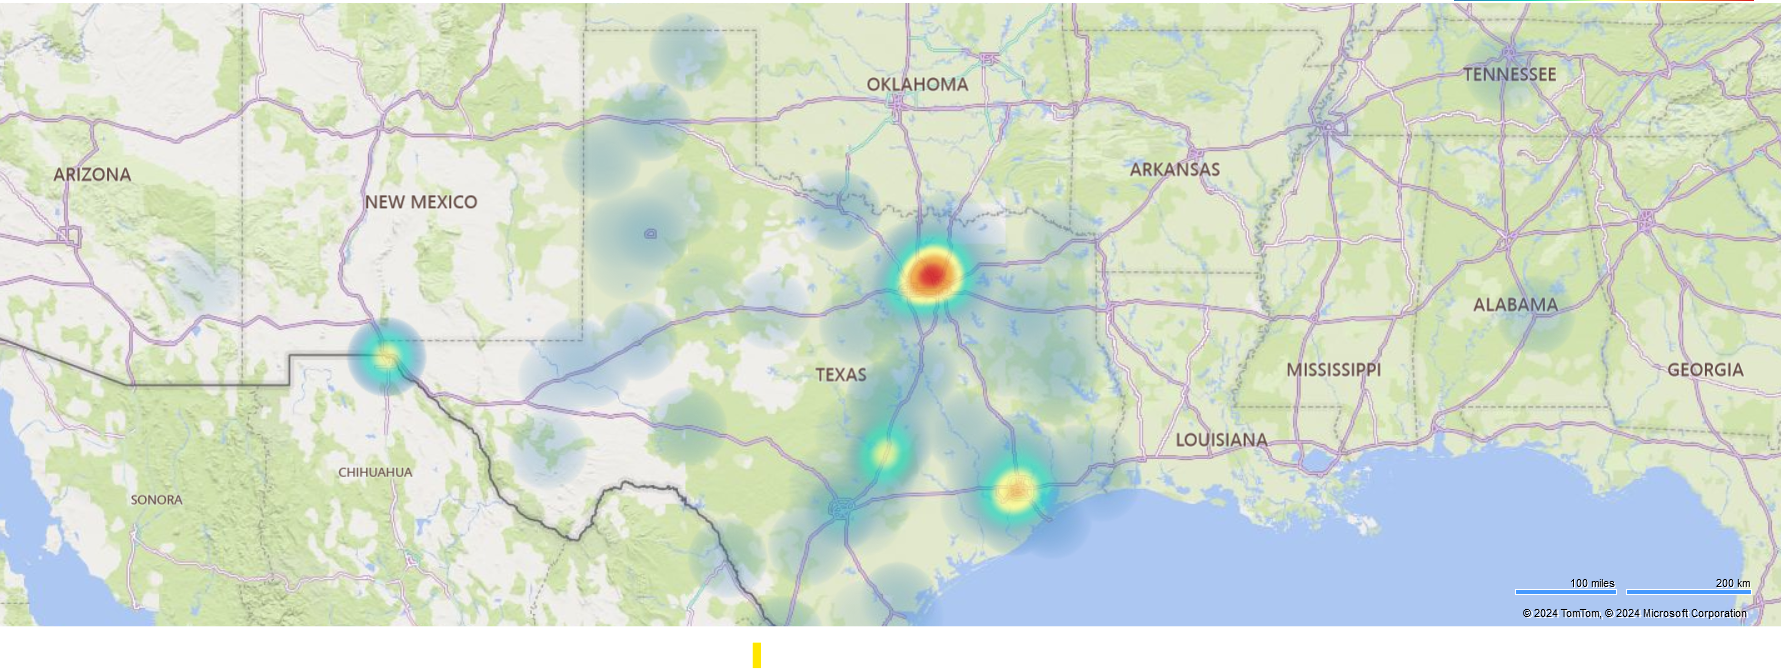 OKLAHOMA
TENNESSEE
ARIZONA
ARKANSAS
NEW MEXICO
ALABAMA
TEXAS
MISSISSIPPI
GEORGIA
LOUISIANA
CHIHUAHUA
SONORA
100 miles
200 km
© 2024 TomTom, © 2024 Microsoft Corporation